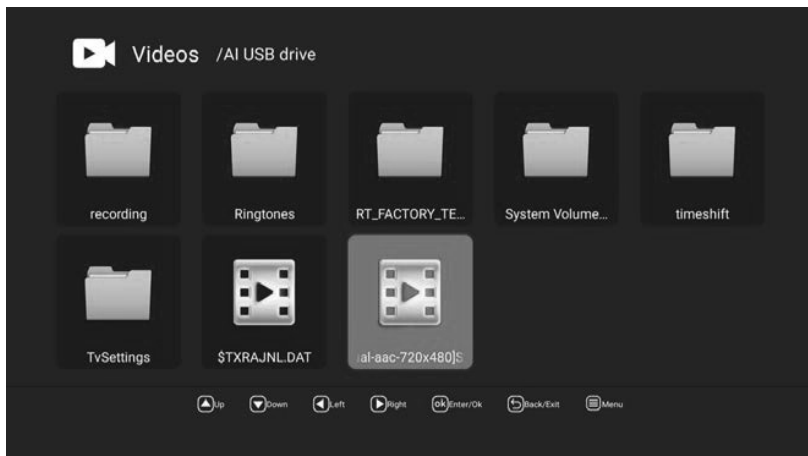 Videos /AI USB drive
recording Ringtones RT_FACTORY_TE... System Volume... timeshift
TvSettings $TXRAJNL.DAT al-aac-720x480]S
Up Down Left Right ok Enter/Ok Back/Exit Menu